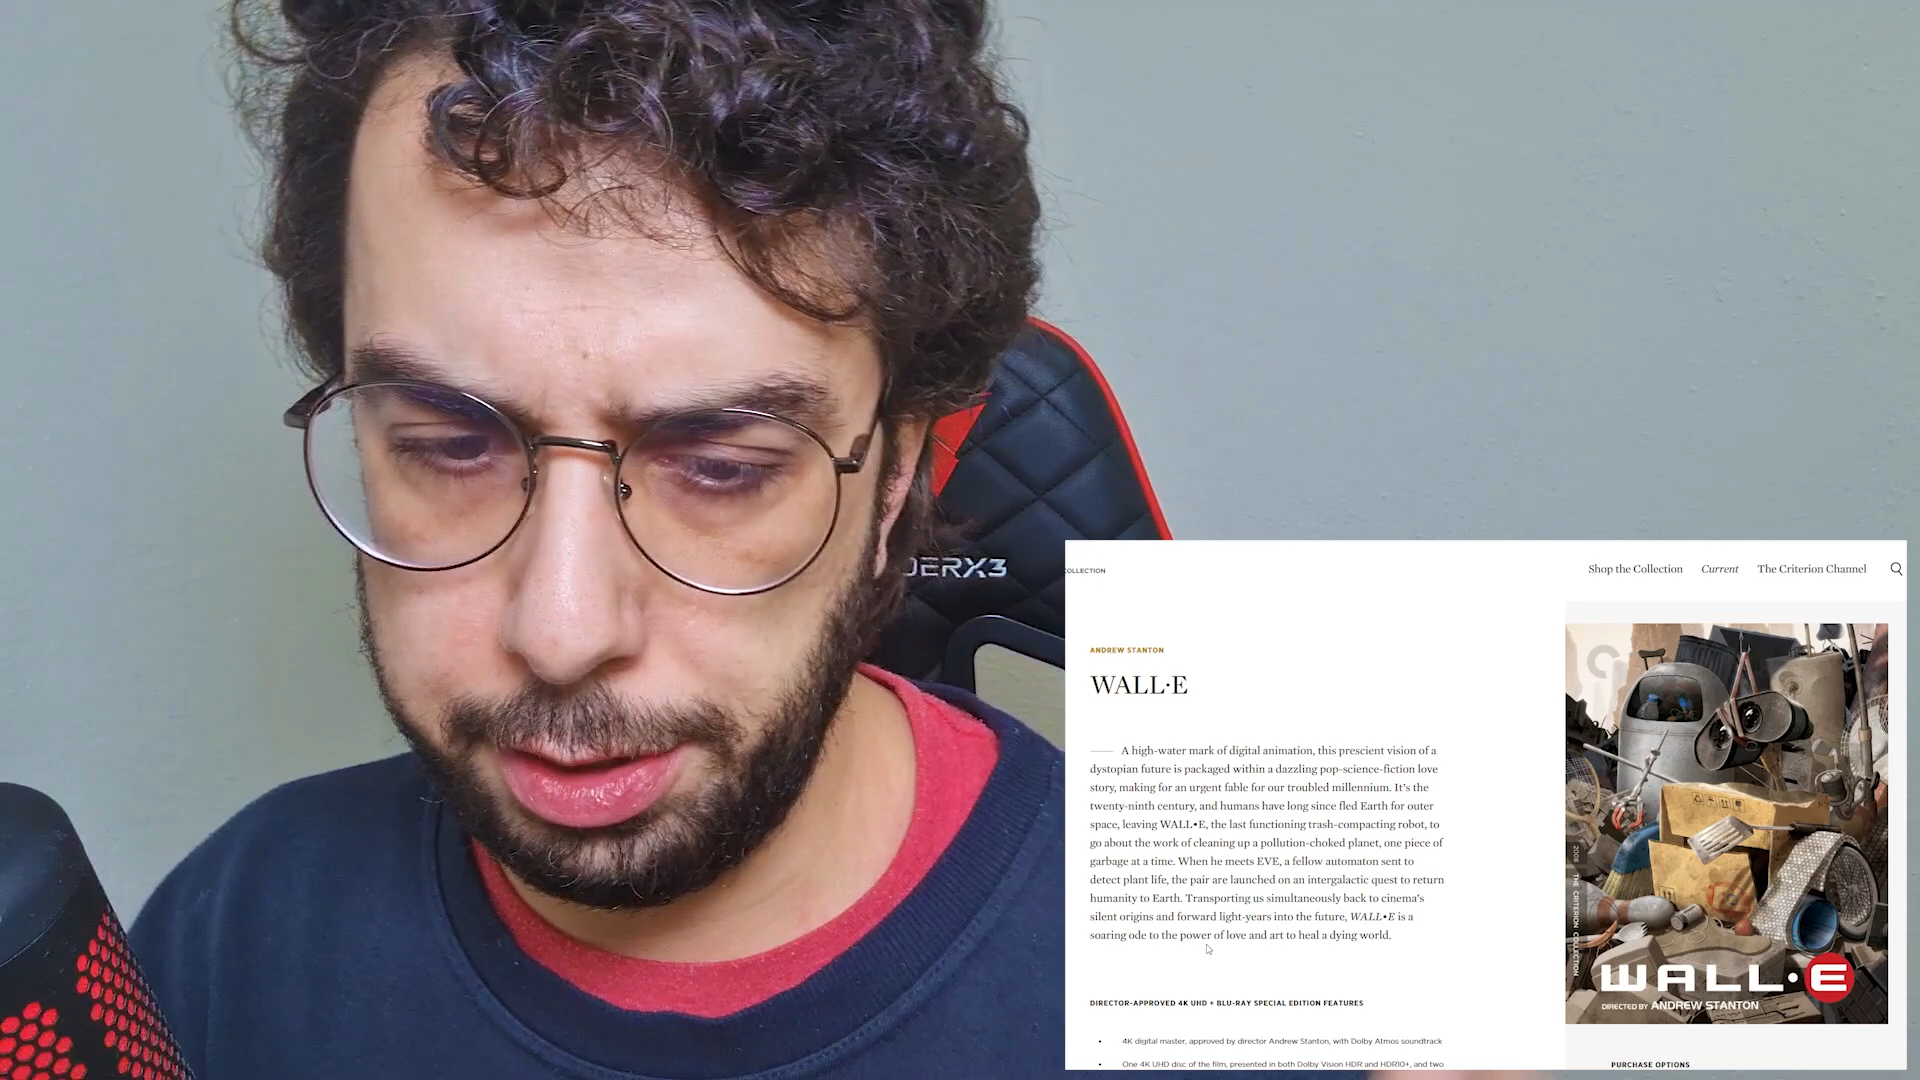 DERX3
COLLECTION
Shop the Collection
Current
The Criterion Channel
ANDREW STANTON
WALL·E
A high-water mark of digital animation, this prescient vision of a
dystopian future is packaged within a dazzling pop-science-fiction love
story, making for an urgent fable for our troubled millennium. It's the
twenty-ninth century, and humans have long since fled Earth for outer
space, leaving WALL•E, the last functioning trash-compacting robot, to
go about the work of cleaning up a pollution-choked planet, one piece of
garbage at a time. When he meets EVE, a fellow automaton sent to
detect plant life, the pair are launched on an intergalactic quest to return
humanity to Earth. Transporting us simultaneously back to cinema's
silent origins and forward light-years into the future, WALL•E is a
soaring ode to the power of love and art to heal a dying world.
DIRECTOR-APPROVED 4K UHD + BLU-RAY SPECIAL EDITION FEATURES
• 4K digital master, approved by director Andrew Stanton, with Dolby Atmos soundtrack
• One 4K UHD disc of the film, presented in both Dolby Vision HDR and HDR10+, and two
2008 THE CRITERION COLLECTION
WALL·E
DIRECTED BY ANDREW STANTON
PURCHASE OPTIONS